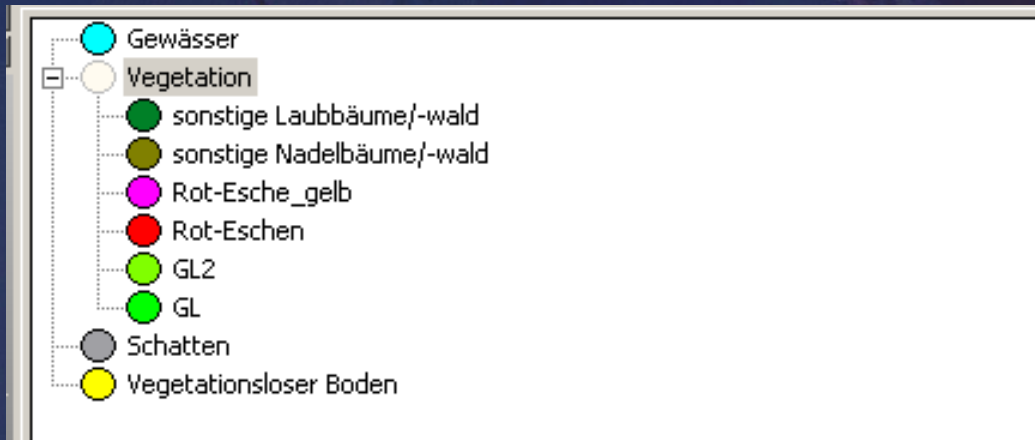 Gewässer
Vegetation
sonstige Laubbäume/-wald
sonstige Nadelbäume/-wald
Rot-Esche_gelb
Rot-Eschen
GL2
GL
Schatten
Vegetationsloser Boden